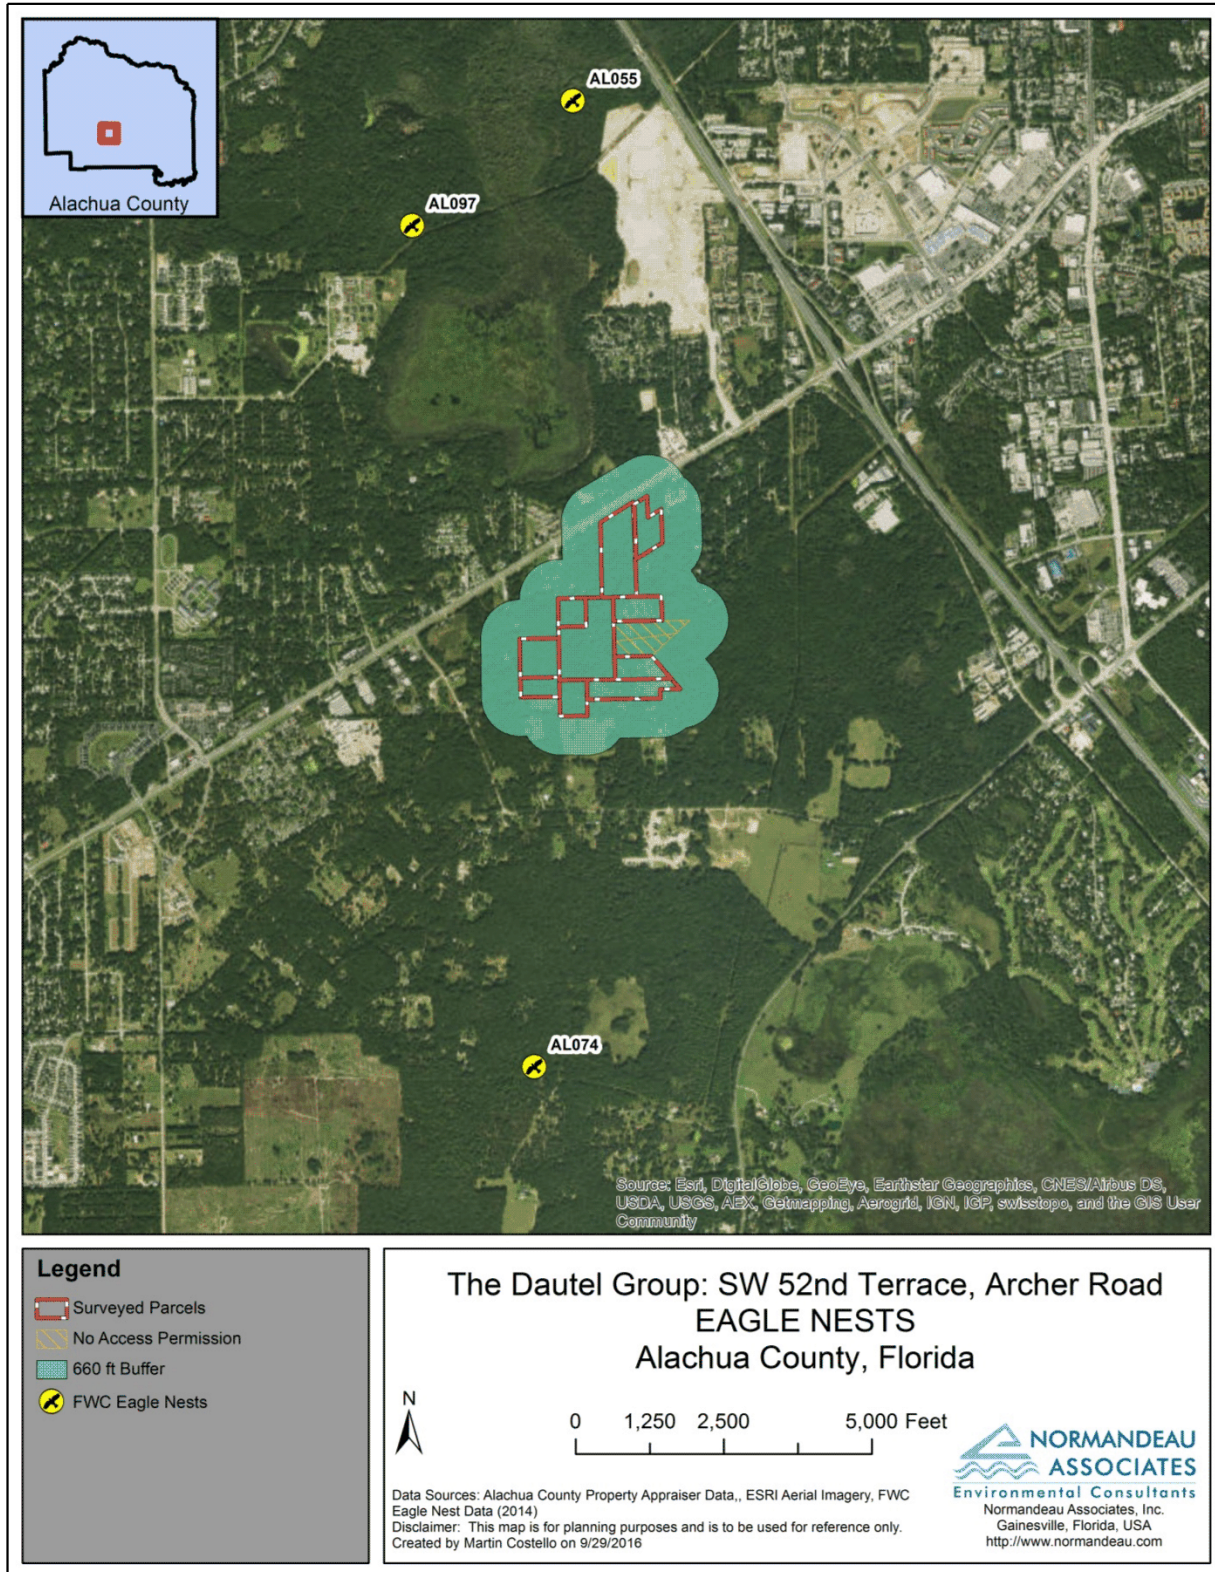 Alachua County
AL055
AL097
AL074
Source: Esri, DigitalGlobe, GeoEye, Earthstar Geographics, CNES/Airbus DS,
USDA, USGS, AEX, Getmapping, Aerogrid, IGN, IGP, swisstopo, and the GIS User
Community
Legend
Surveyed Parcels
No Access Permission
660 ft Buffer
FWC Eagle Nests
The Dautel Group: SW 52nd Terrace, Archer Road
EAGLE NESTS
Alachua County, Florida
N
0 1,250 2,500 5,000 Feet
Data Sources: Alachua County Property Appraiser Data,, ESRI Aerial Imagery, FWC
Eagle Nest Data (2014)
Disclaimer: This map is for planning purposes and is to be used for reference only.
Created by Martin Costello on 9/29/2016
NORMANDEAU
ASSOCIATES
Environmental Consultants
Normandeau Associates, Inc.
Gainesville, Florida, USA
http://www.normandeau.com